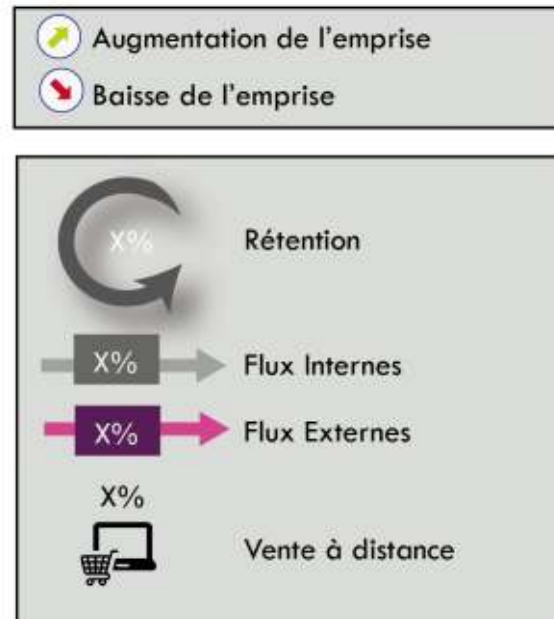 Augmentation de l'emprise
Baisse de l'emprise
X%
Rétention
X%
Flux Internes
X%
Flux Externes
X%
Vente à distance